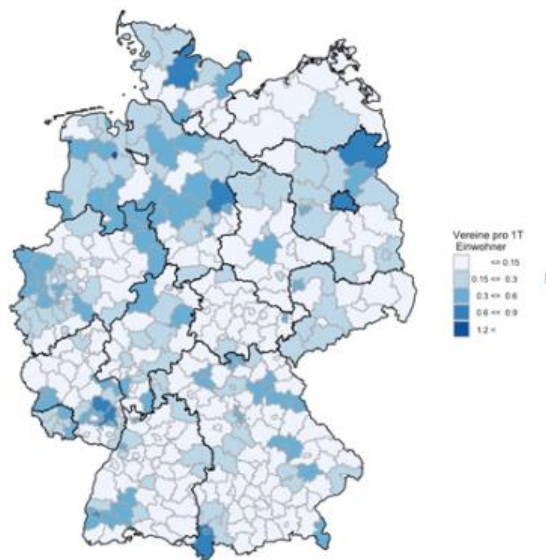 Vereine pro 1T
Einwohner
<= 0.15
0.15 <= 0.3
0.3 <= 0.6
0.6 <= 0.9
1.2 <